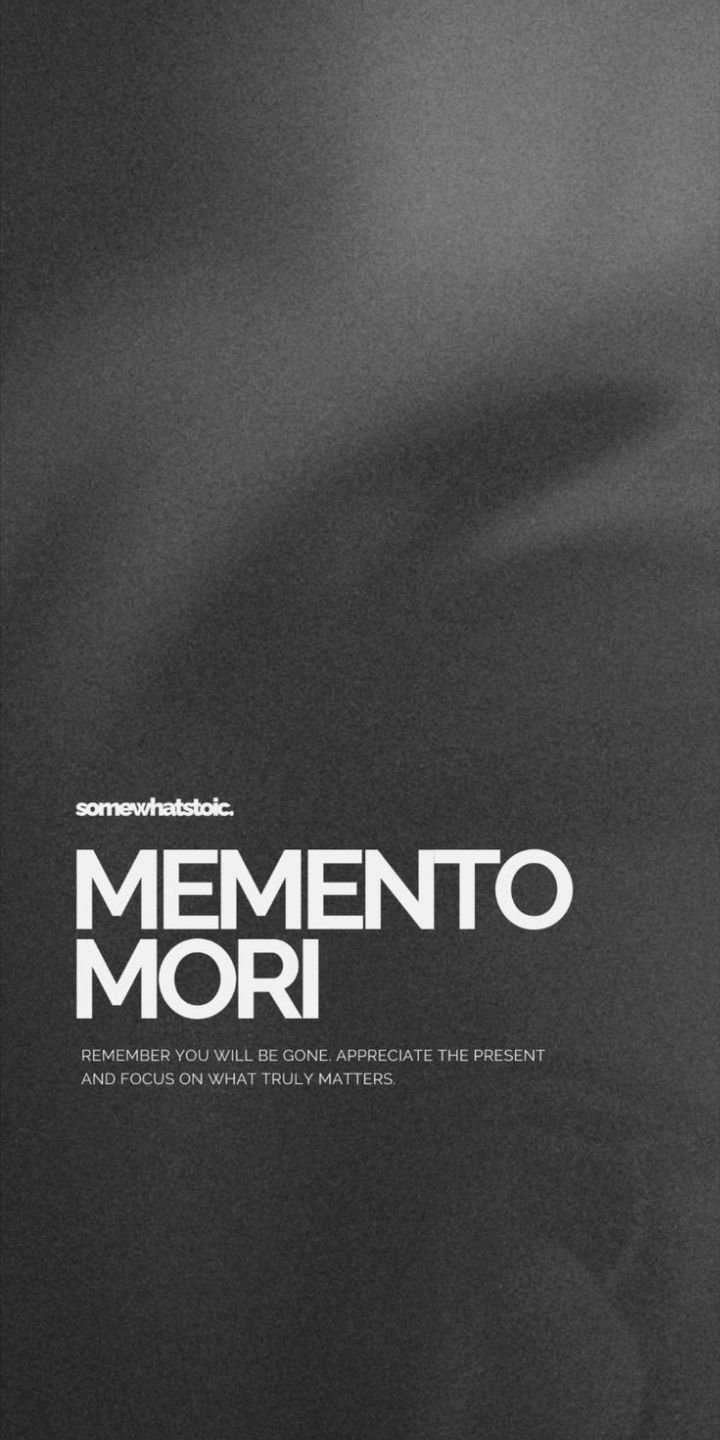 somewhatstoic.
MEMENTO
MORI
REMEMBER YOU WILL BE GONE. APPRECIATE THE PRESENT
AND FOCUS ON WHAT TRULY MATTERS.